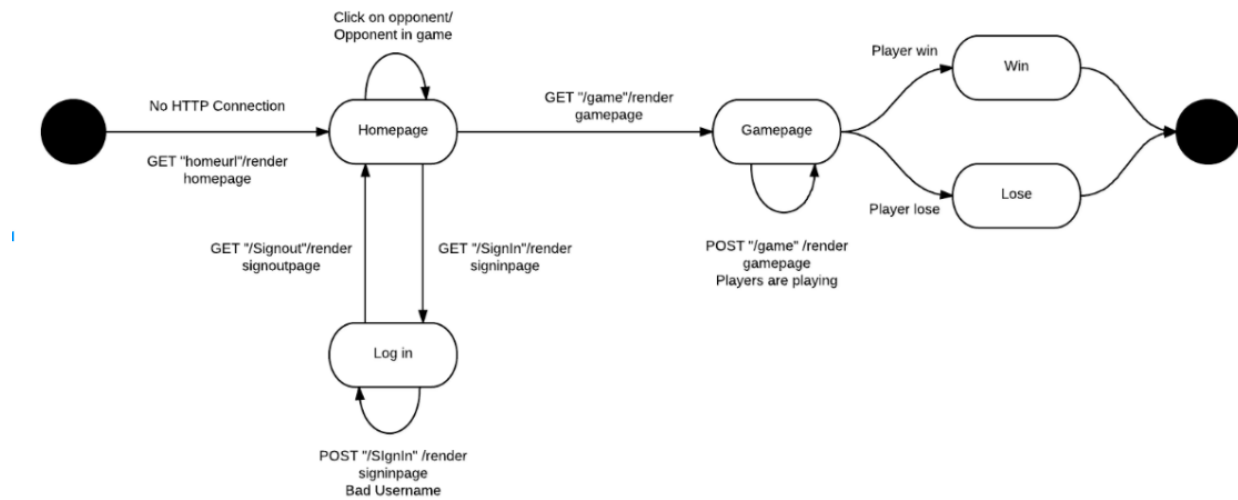 Click on opponent/
Opponent in game
No HTTP Connection
Homepage
GET "homeurl"/render
homepage
GET "/game"/render
gamepage
Gamepage
Player win
Win
Player lose
Lose
POST "/game" /render
gamepage
Players are playing
GET "/Signout"/render
signoutpage
GET "/SignIn"/render
signinpage
Log in
POST "/SIgnIn" /render
signinpage
Bad Username